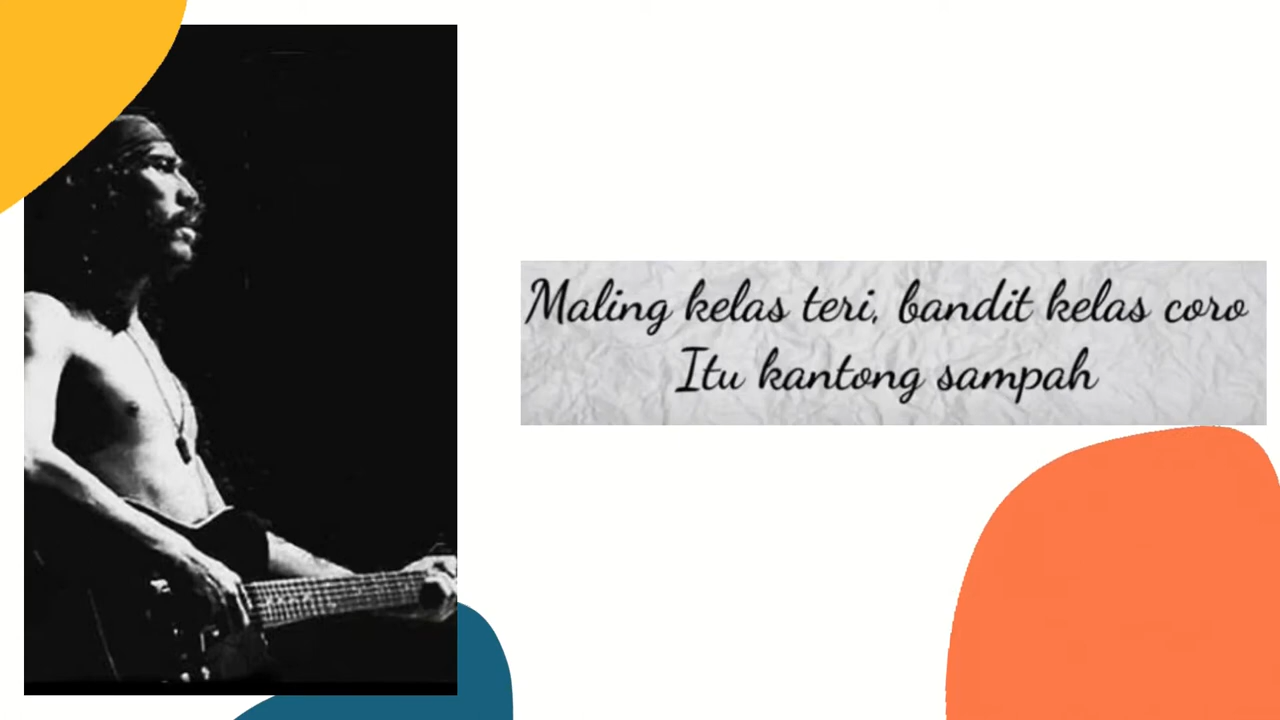 Maling kelas teri, bandit kelas coro
Itu kantong sampah